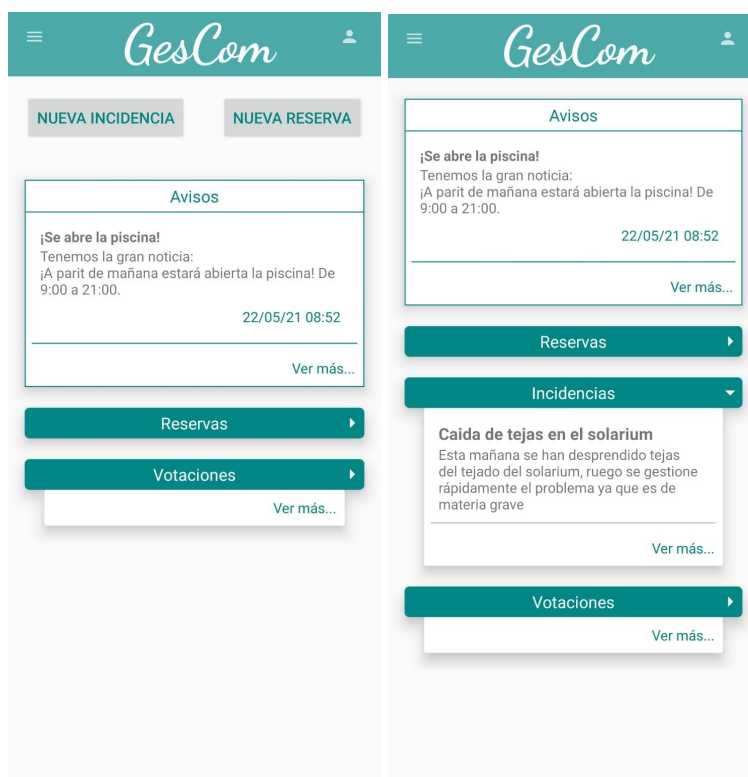 GesCom
NUEVA INCIDENCIA
NUEVA RESERVA
Avisos
¡Se abre la piscina!
Tenemos la gran noticia:
¡A parit de mañana estará abierta la piscina! De
9:00 a 21:00.
22/05/21 08:52
Ver más...
Reservas
Votaciones
Ver más...
GesCom
Avisos
¡Se abre la piscina!
Tenemos la gran noticia:
¡A parit de mañana estará abierta la piscina! De
9:00 a 21:00.
22/05/21 08:52
Ver más...
Reservas
Incidencias
Caida de tejas en el solarium
Esta mañana se han desprendido tejas
del tejado del solarium, ruego se gestione
rápidamente el problema ya que es de
materia grave
Ver más...
Votaciones
Ver más...